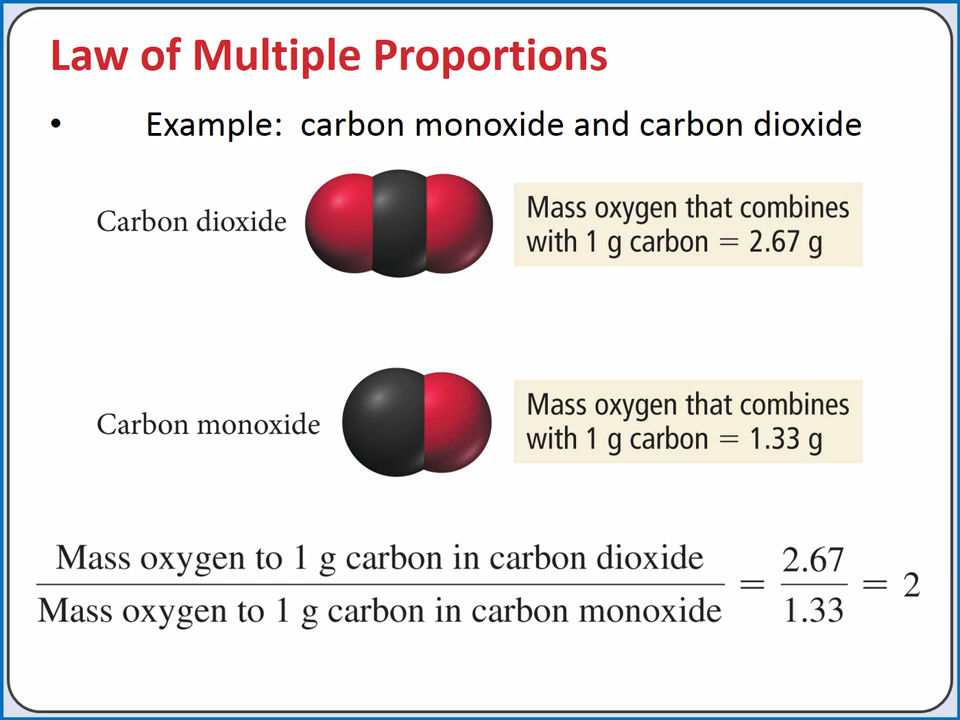 Law of Multiple Proportions
• Example: carbon monoxide and carbon dioxide
Carbon dioxide
Mass oxygen that combines
with 1 g carbon = 2.67 g
Carbon monoxide
Mass oxygen that combines
with 1 g carbon = 1.33 g
Mass oxygen to 1 g carbon in carbon dioxide
Mass oxygen to 1 g carbon in carbon monoxide
= 2.67
1.33
= 2